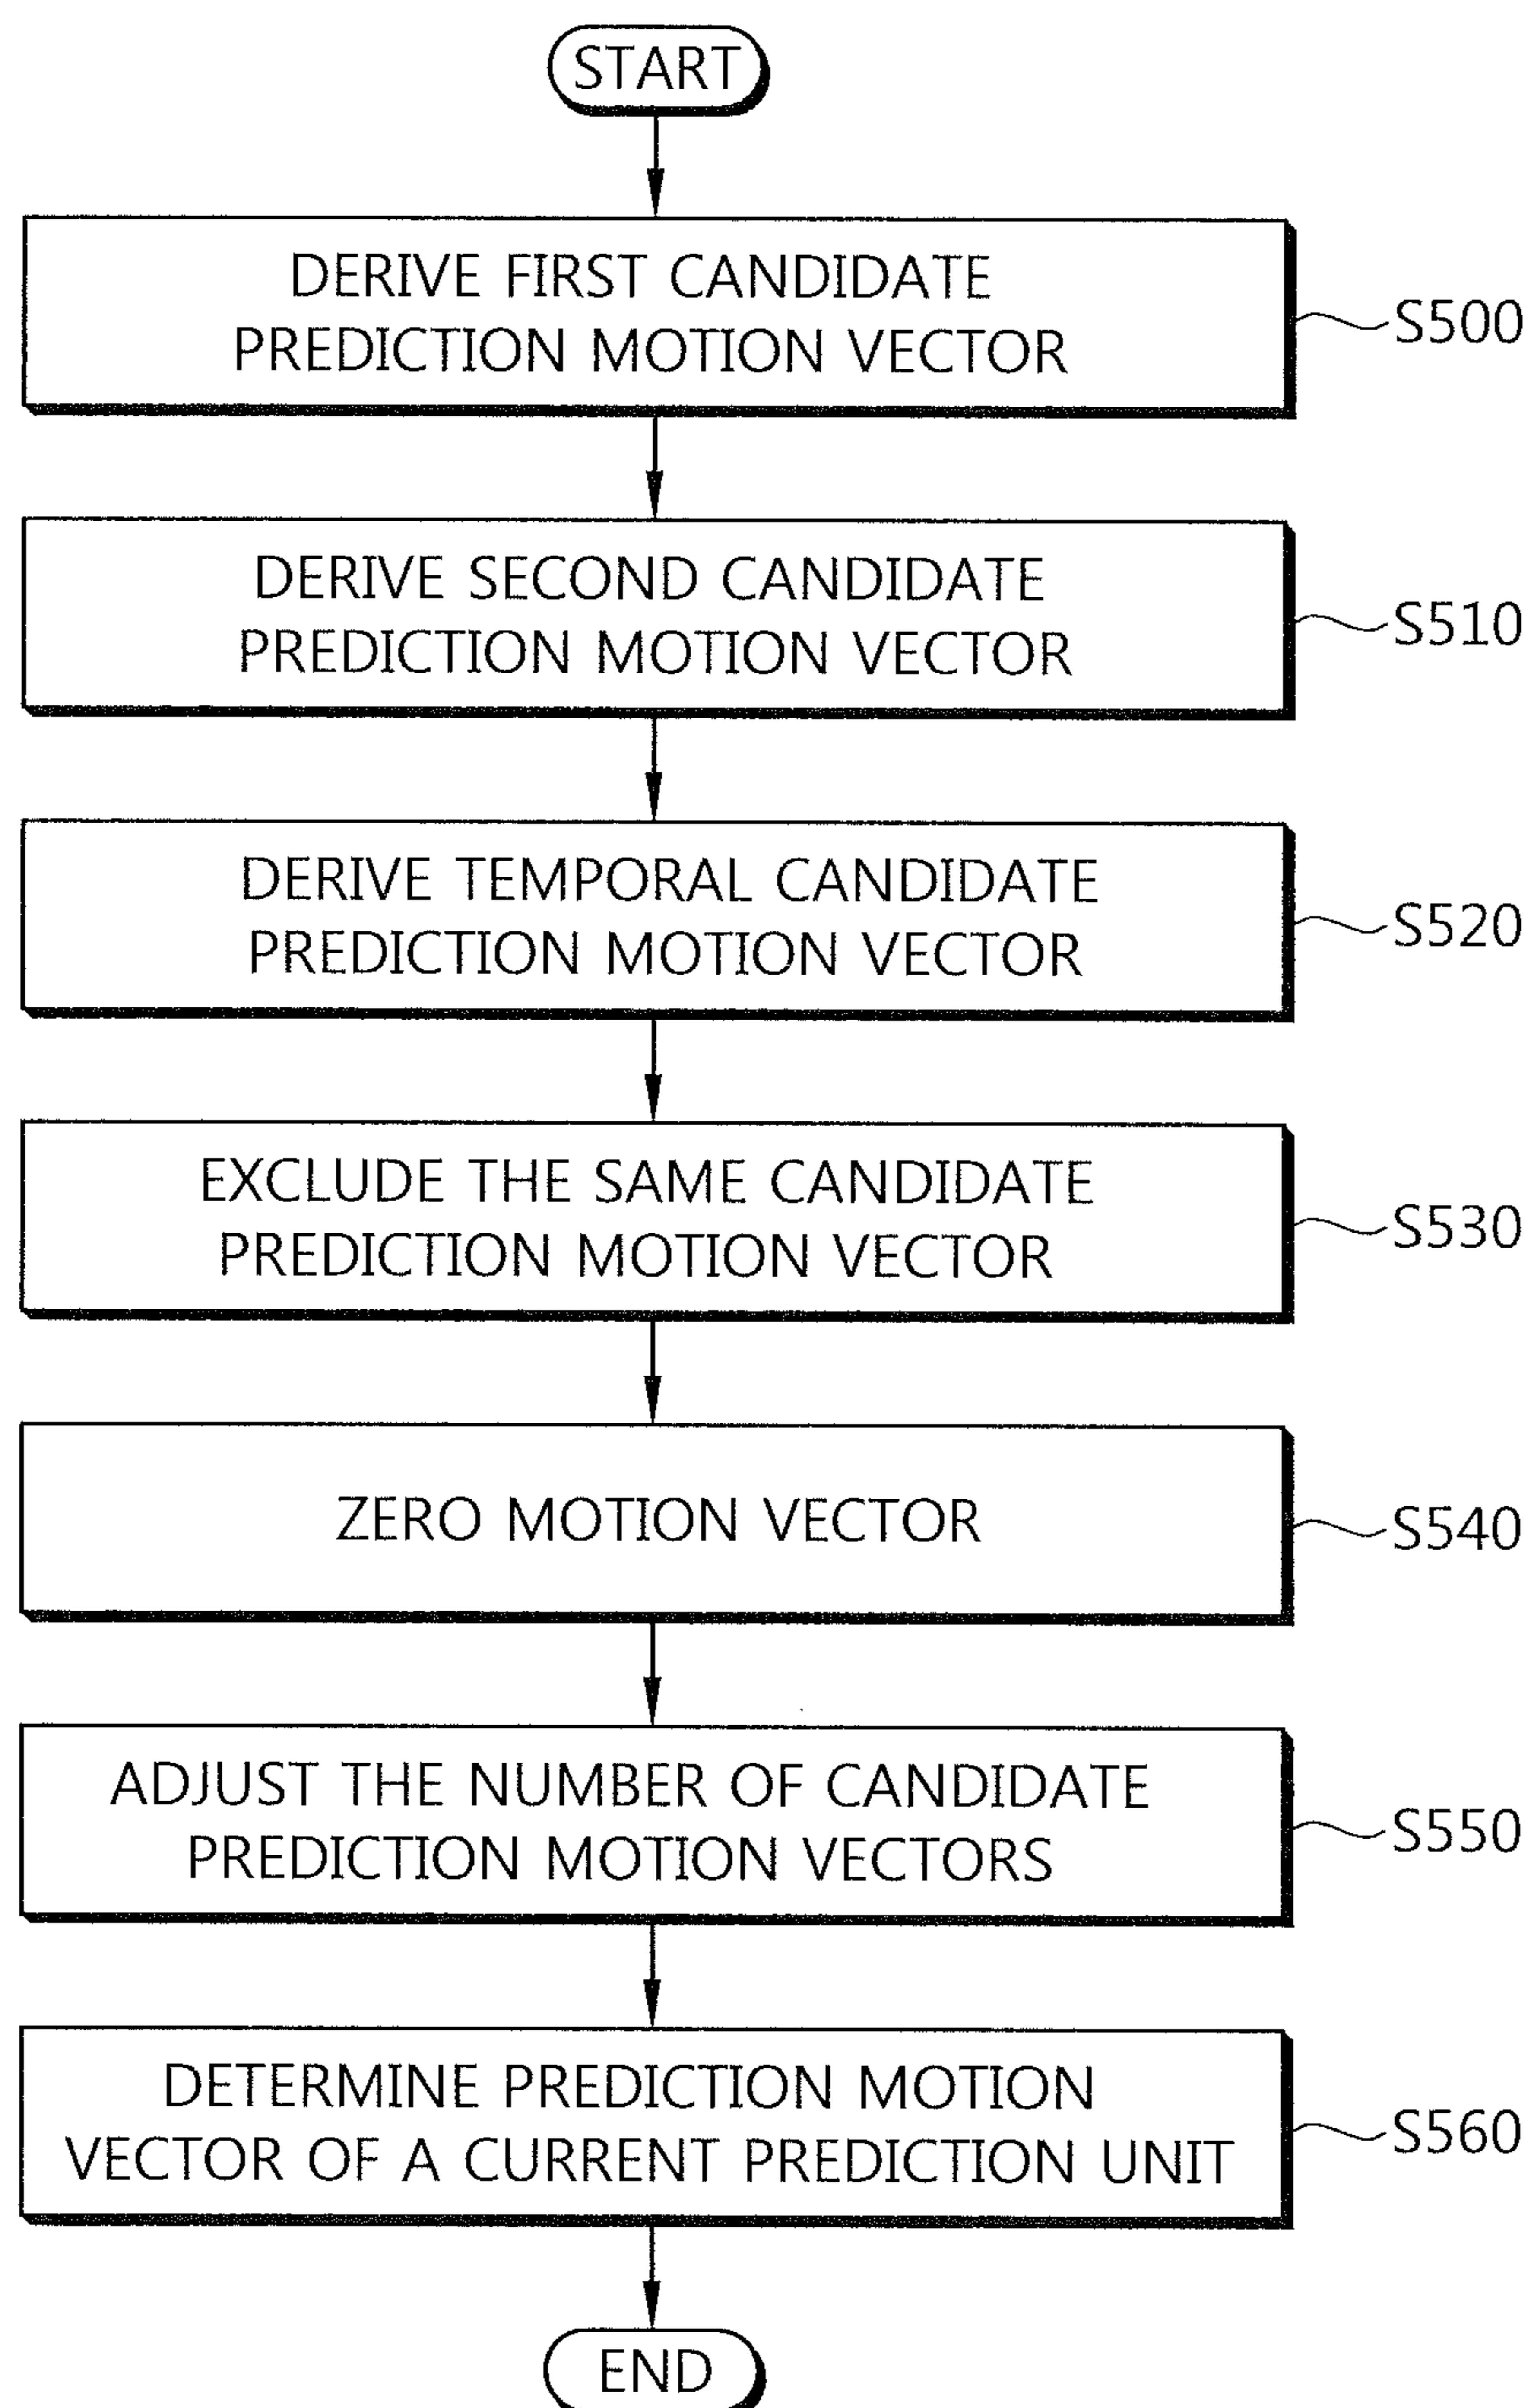 START
DERIVE FIRST CANDIDATE
PREDICTION MOTION VECTOR
S500
DERIVE SECOND CANDIDATE
PREDICTION MOTION VECTOR
S510
DERIVE TEMPORAL CANDIDATE
PREDICTION MOTION VECTOR
S520
EXCLUDE THE SAME CANDIDATE
PREDICTION MOTION VECTOR
S530
ZERO MOTION VECTOR
S540
ADJUST THE NUMBER OF CANDIDATE
PREDICTION MOTION VECTORS
S550
DETERMINE PREDICTION MOTION
VECTOR OF A CURRENT PREDICTION UNIT
S560
END